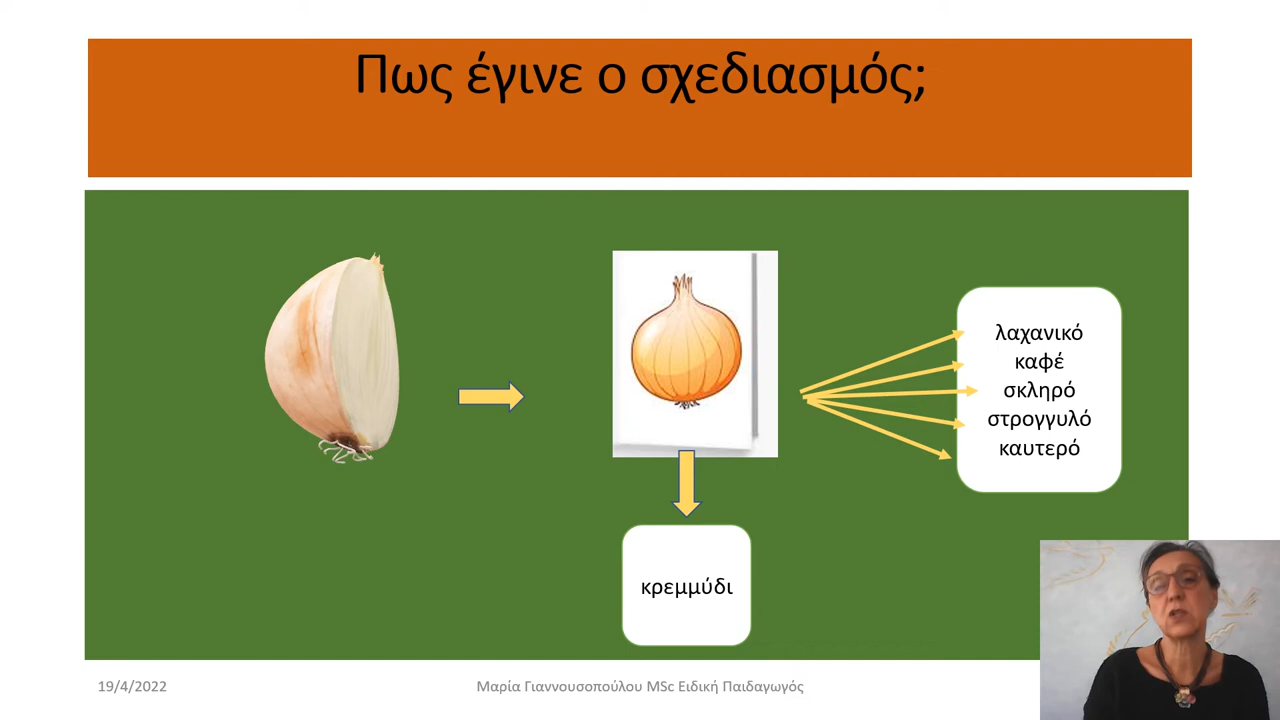 Πως έγινε ο σχεδιασμός;
λαχανικό
καφέ
σκληρό
στρογγυλό
καυτερό
κρεμμύδι
19/4/2022
Μαρία Γιαννουσοπούλου MSc Ειδική Παιδαγωγός